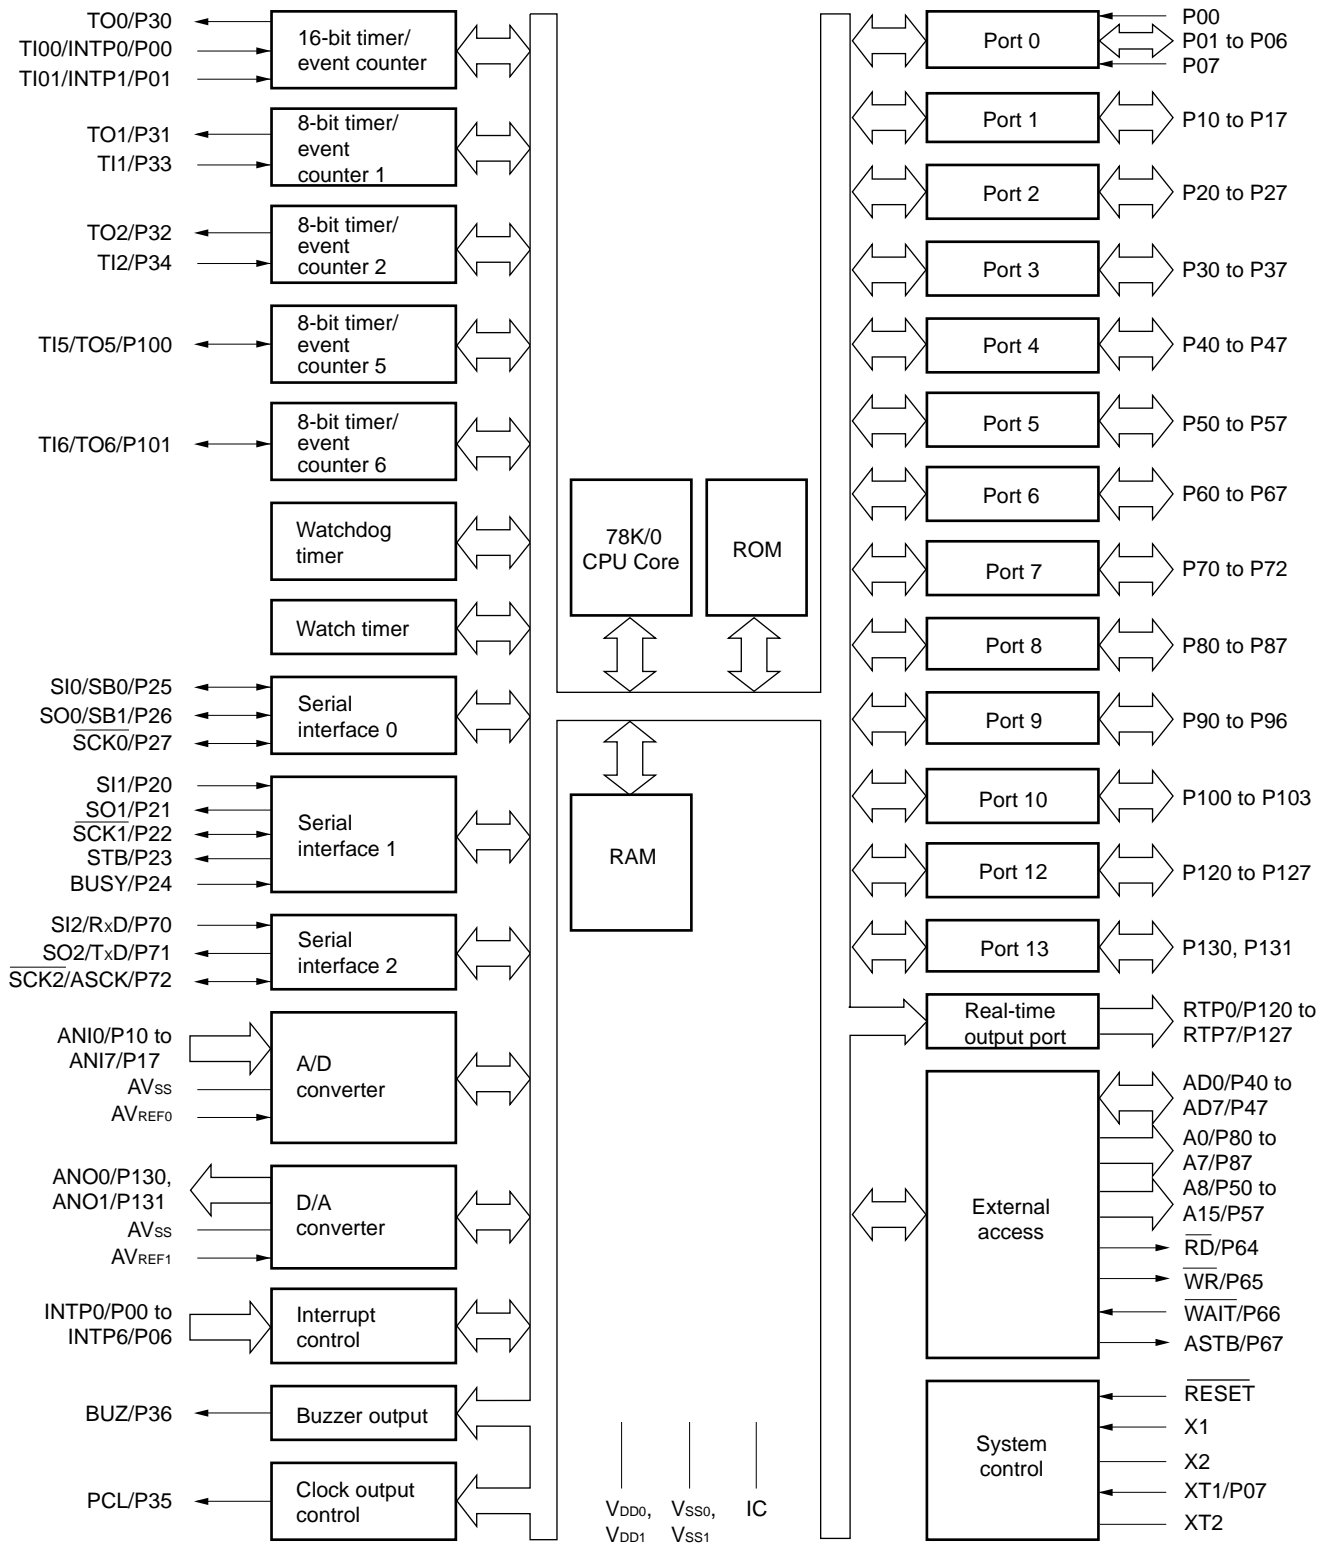 TO0/P30
TI00/INTP0/P00
TI01/INTP1/P01
16-bit timer/
event counter
TO1/P31
TI1/P33
8-bit timer/
event
counter 1
TO2/P32
TI2/P34
8-bit timer/
event
counter 2
TI5/TO5/P100
8-bit timer/
event
counter 5
TI6/TO6/P101
8-bit timer/
event
counter 6
Watchdog
timer
Watch timer
SI0/SB0/P25
SO0/SB1/P26
S̅C̅K̅0̅/P27
Serial
interface 0
SI1/P20
SO1/P21
S̅C̅K̅1̅/P22
STB/P23
BUSY/P24
Serial
interface 1
SI2/RxD/P70
SO2/TxD/P71
S̅C̅K̅2̅/ASCK/P72
Serial
interface 2
ANI0/P10 to
ANI7/P17
AVSS
AVREF0
A/D
converter
ANO0/P130,
ANO1/P131
AVSS
AVREF1
D/A
converter
INTP0/P00 to
INTP6/P06
Interrupt
control
BUZ/P36
Buzzer output
PCL/P35
Clock output
control
78K/0
CPU Core
ROM
RAM
VDD0,
VDD1
VSS0,
VSS1
IC
Port 0
P00
P01 to P06
P07
Port 1
P10 to P17
Port 2
P20 to P27
Port 3
P30 to P37
Port 4
P40 to P47
Port 5
P50 to P57
Port 6
P60 to P67
Port 7
P70 to P72
Port 8
P80 to P87
Port 9
P90 to P96
Port 10
P100 to P103
Port 12
P120 to P127
Port 13
P130, P131
Real-time
output port
RTP0/P120 to
RTP7/P127
External
access
AD0/P40 to
AD7/P47
A0/P80 to
A7/P87
A8/P50 to
A15/P57
R̅D̅/P64
W̅R̅/P65
W̅A̅I̅T̅/P66
ASTB/P67
System
control
R̅E̅S̅E̅T̅
X1
X2
XT1/P07
XT2